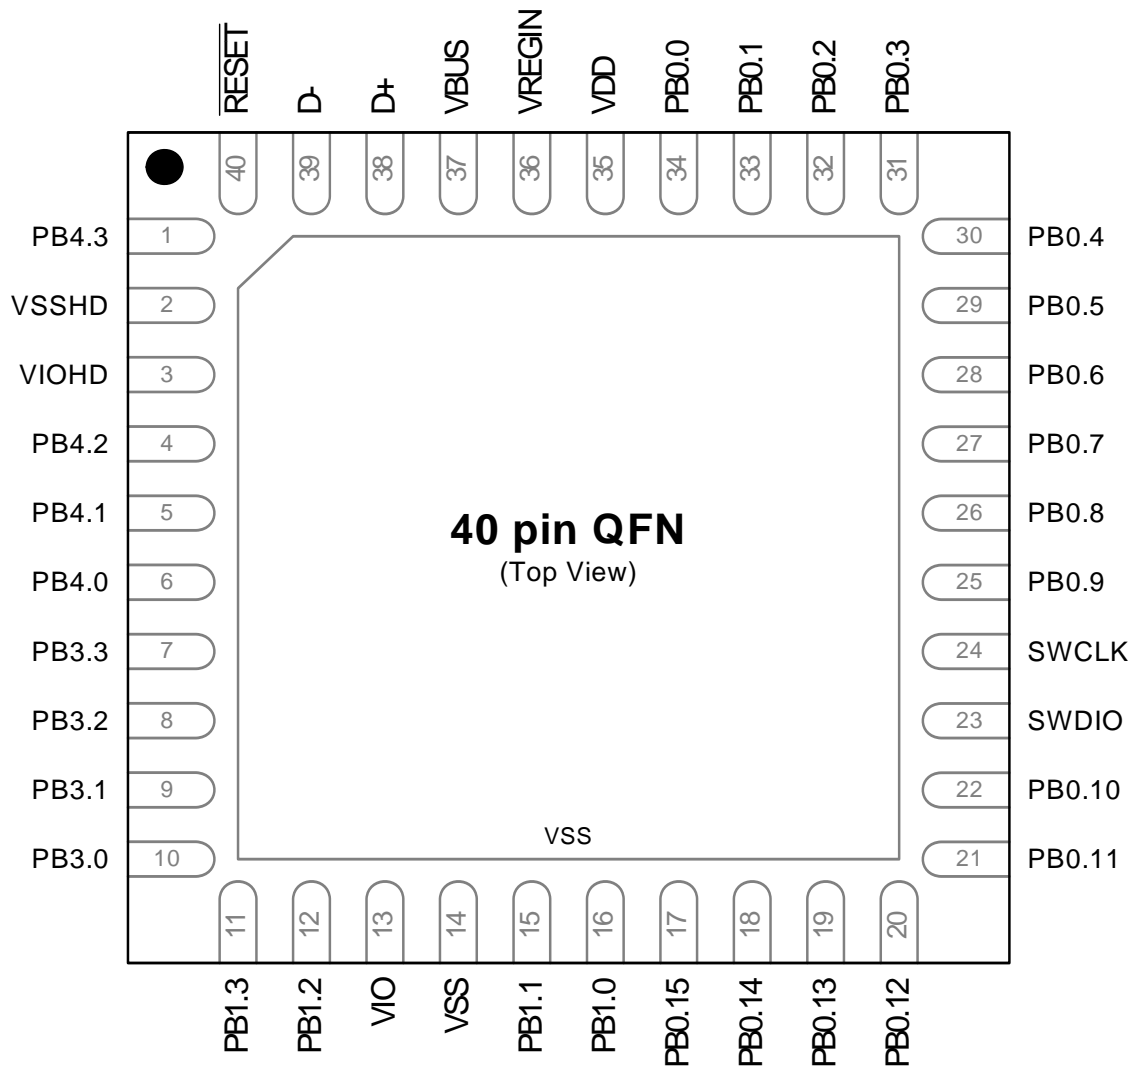 RESET
D-
D+
VBUS
VREGIN
VDD
PB0.0
PB0.1
PB0.2
PB0.3
40
39
38
37
36
35
34
33
32
31
PB4.3 1
VSSHD 2
VIOHD 3
PB4.2 4
PB4.1 5
PB4.0 6
PB3.3 7
PB3.2 8
PB3.1 9
PB3.0 10
40 pin QFN
(Top View)
VSS
30 PB0.4
29 PB0.5
28 PB0.6
27 PB0.7
26 PB0.8
25 PB0.9
24 SWCLK
23 SWDIO
22 PB0.10
21 PB0.11
11
12
13
14
15
16
17
18
19
20
PB1.3
PB1.2
VIO
VSS
PB1.1
PB1.0
PB0.15
PB0.14
PB0.13
PB0.12